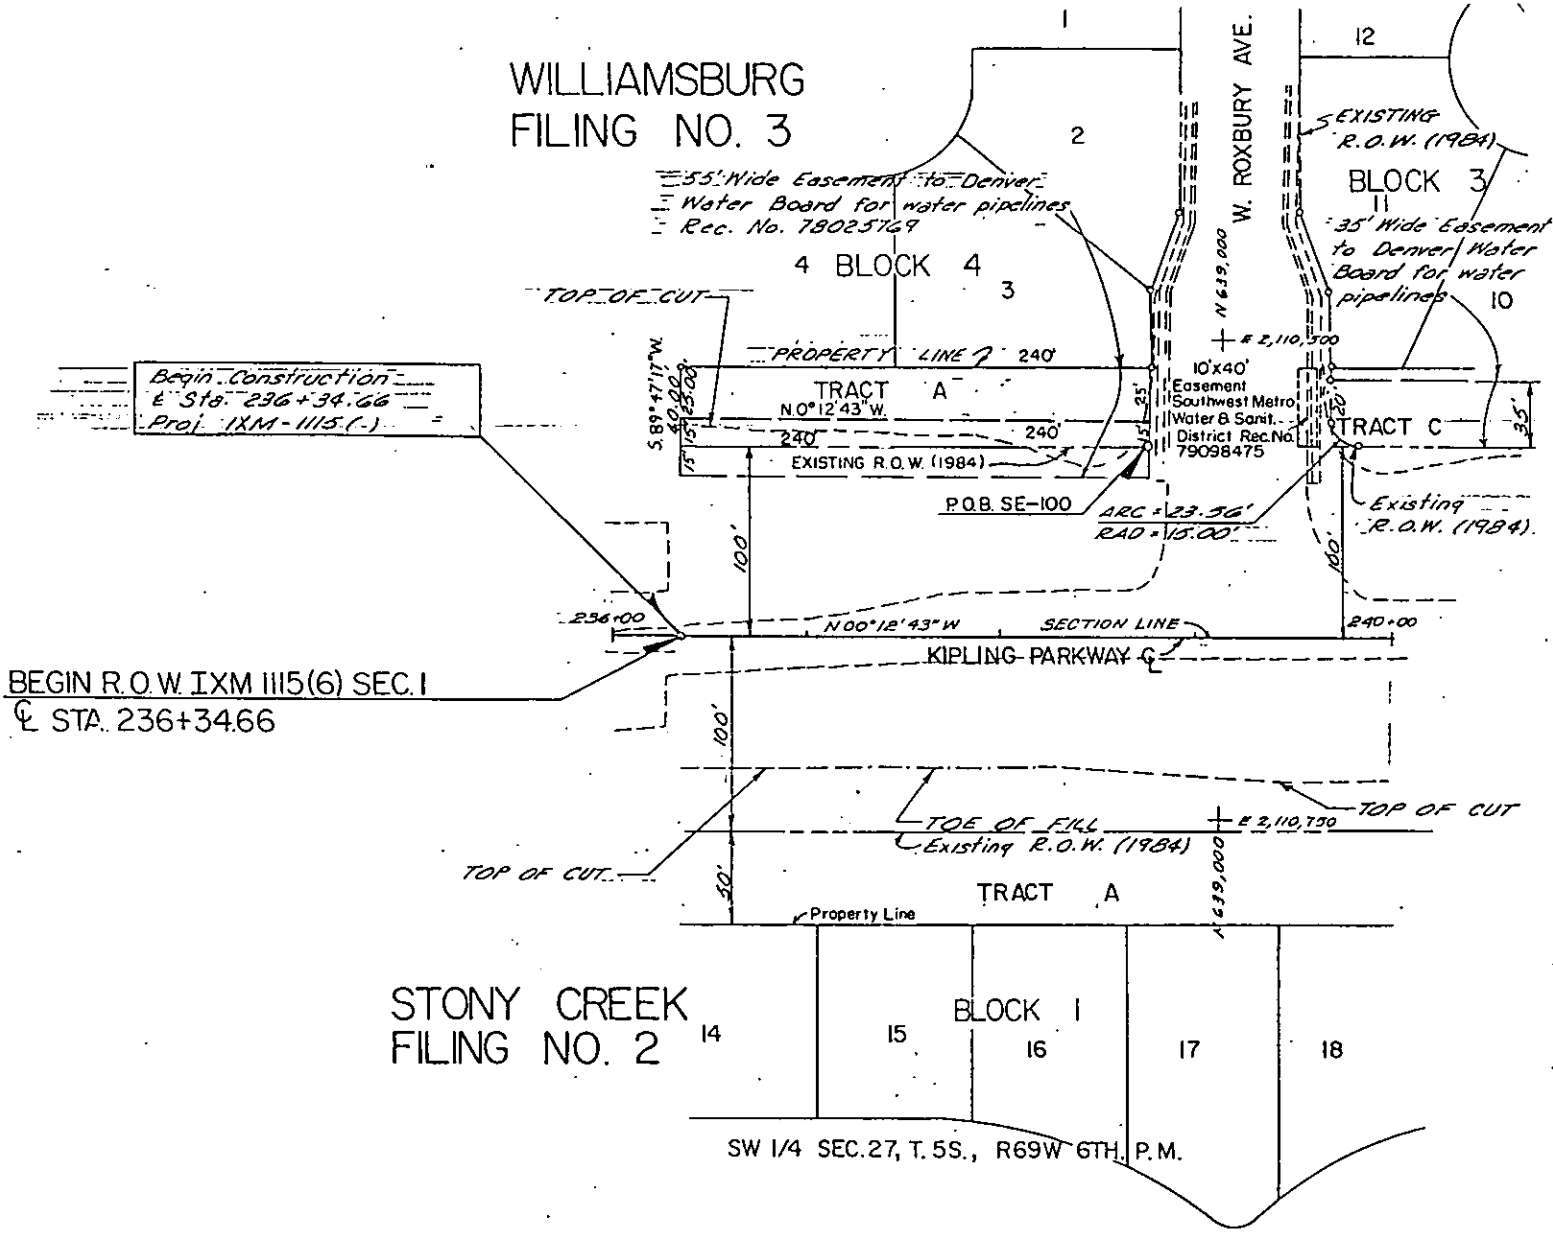 1
12
W. ROXBURY AVE.
WILLIAMSBURG
FILING NO. 3
2
EXISTING
R.O.W. (1984)
BLOCK 3
11
55' Wide Easement to Denver
Water Board for water pipelines
Rec. No. 78025769
35' Wide Easement
to Denver Water
Board for water
pipelines
10
4 BLOCK 4
3
N 639,000
E 2,110,500
TOP OF CUT
PROPERTY LINE
240'
TRACT A
N.0°12'43"W.
S.89°47'17"W.
40.00'
25.00'
15'
15'
240'
240'
25'
15'
EXISTING R.O.W. (1984)
10'x40'
Easement
Southwest Metro
Water & Sanit.
District Rec. No.
79098475
20'
TRACT C
35'
Begin Construction
℄ Sta. 236+34.66
Proj. IXM-1115( )
P.O.B. SE-100
ARC = 23.56'
RAD = 15.00'
Existing
R.O.W. (1984)
100'
100'
236+00
N 00°12'43" W
SECTION LINE
240+00
KIPLING PARKWAY ℄
BEGIN R.O.W. IXM 1115(6) SEC. 1
℄ STA. 236+34.66
100'
TOP OF CUT
TOE OF FILL
E 2,110,750
Existing R.O.W. (1984)
TOP OF CUT
50'
TRACT A
N 639,000
Property Line
STONY CREEK
FILING NO. 2
BLOCK 1
14
15
16
17
18
SW 1/4 SEC.27, T.5S., R69W 6TH. P.M.